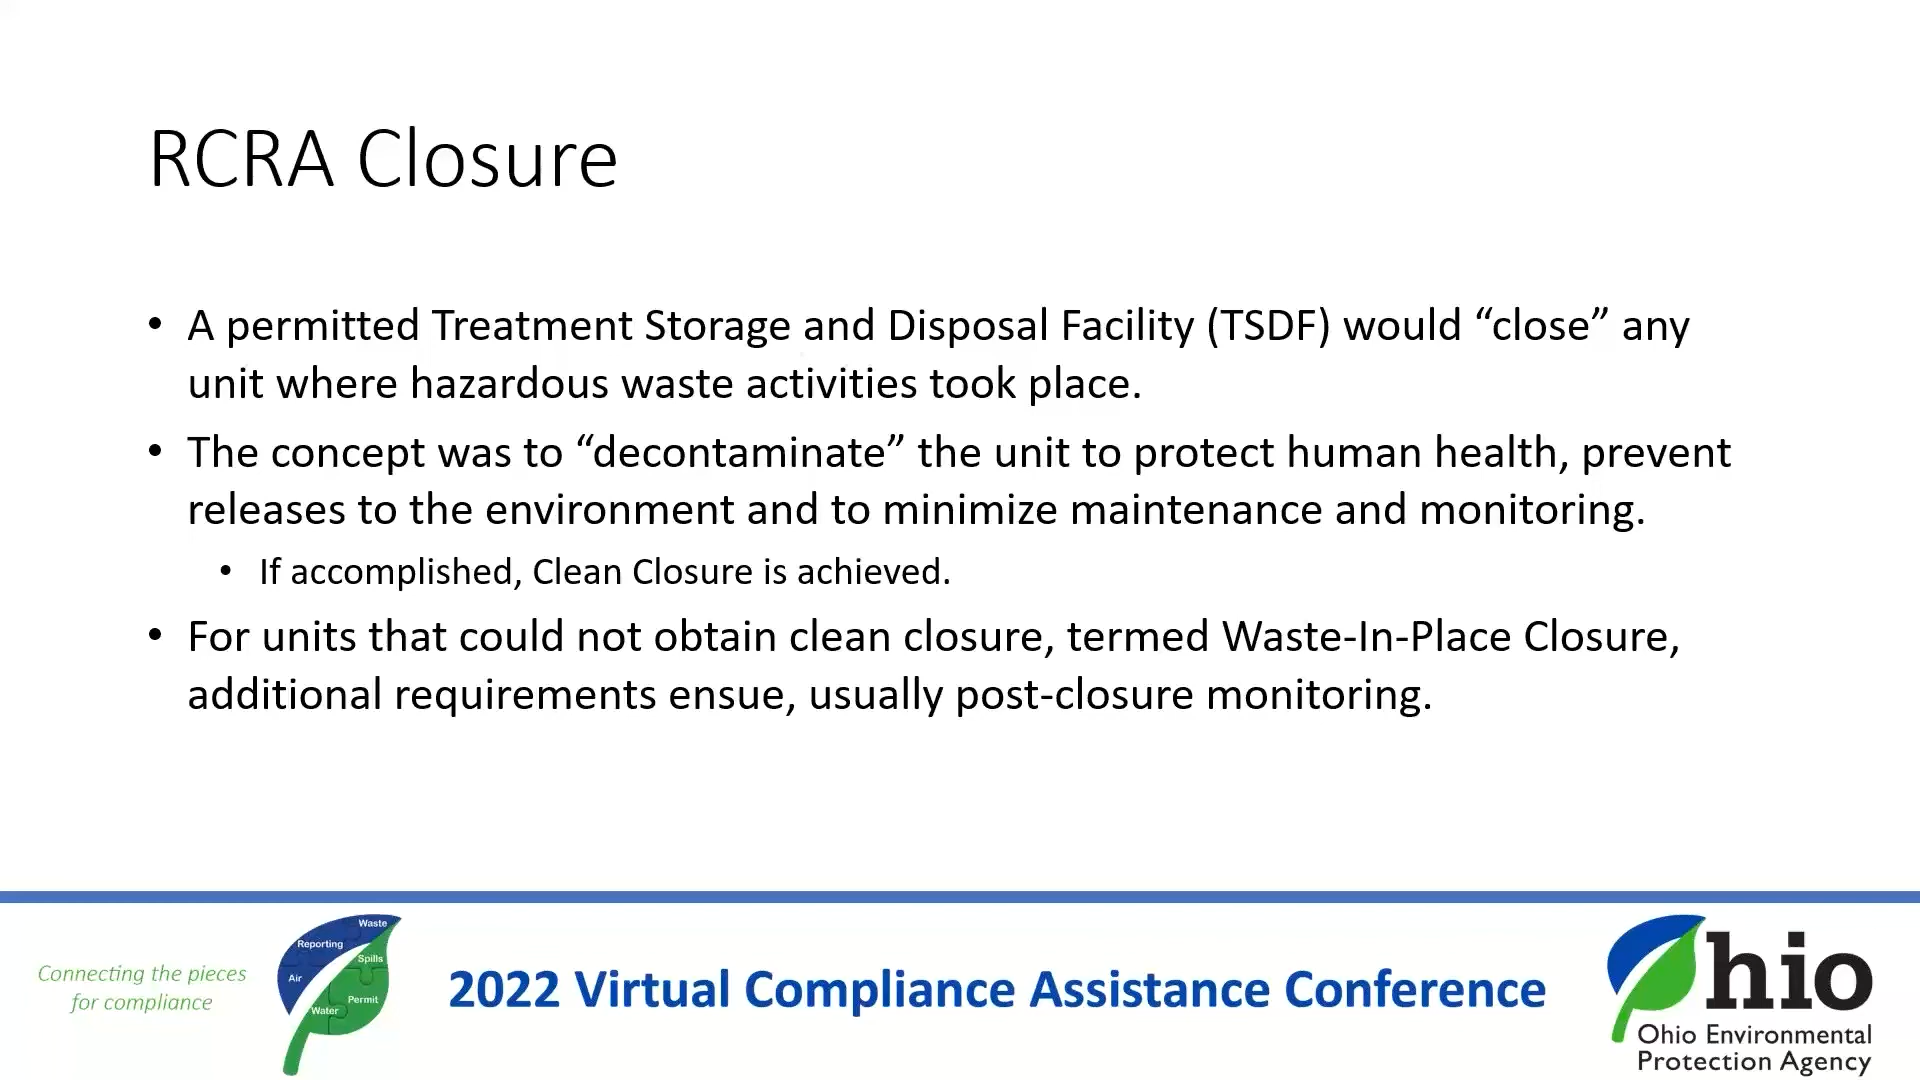 RCRA Closure
• A permitted Treatment Storage and Disposal Facility (TSDF) would “close” any
unit where hazardous waste activities took place.
• The concept was to “decontaminate” the unit to protect human health, prevent
releases to the environment and to minimize maintenance and monitoring.
• If accomplished, Clean Closure is achieved.
• For units that could not obtain clean closure, termed Waste-In-Place Closure,
additional requirements ensue, usually post-closure monitoring.
Connecting the pieces
for compliance
Waste
Reporting
Spills
Air
Permit
Water
2022 Virtual Compliance Assistance Conference
Ohio
Ohio Environmental
Protection Agency